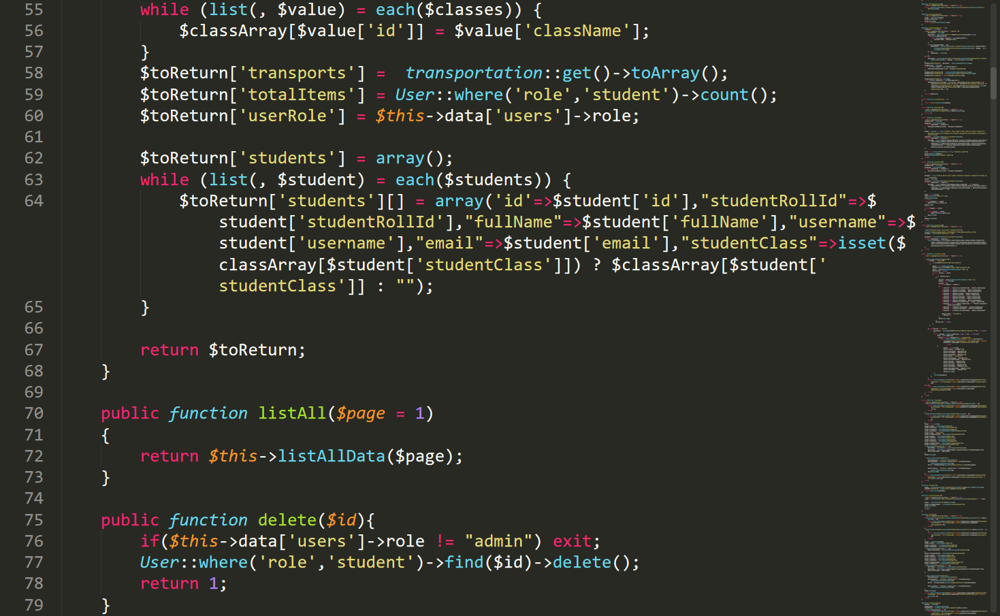 55 while (list(, $value) = each($classes)) {
56 $classArray[$value['id']] = $value['className'];
57 }
58 $toReturn['transports'] =  transportation::get()->toArray();
59 $toReturn['totalItems'] = User::where('role','student')->count();
60 $toReturn['userRole'] = $this->data['users']->role;
61
62 $toReturn['students'] = array();
63 while (list(, $student) = each($students)) {
64 $toReturn['students'][] = array('id'=>$student['id'],"studentRollId"=>$
student['studentRollId'],"fullName"=>$student['fullName'],"username"=>$
student['username'],"email"=>$student['email'],"studentClass"=>isset($
classArray[$student['studentClass']]) ? $classArray[$student['
studentClass']] : "");
65 }
66
67 return $toReturn;
68 }
69
70 public function listAll($page = 1)
71 {
72 return $this->listAllData($page);
73 }
74
75 public function delete($id){
76 if($this->data['users']->role != "admin") exit;
77 User::where('role','student')->find($id)->delete();
78 return 1;
79 }